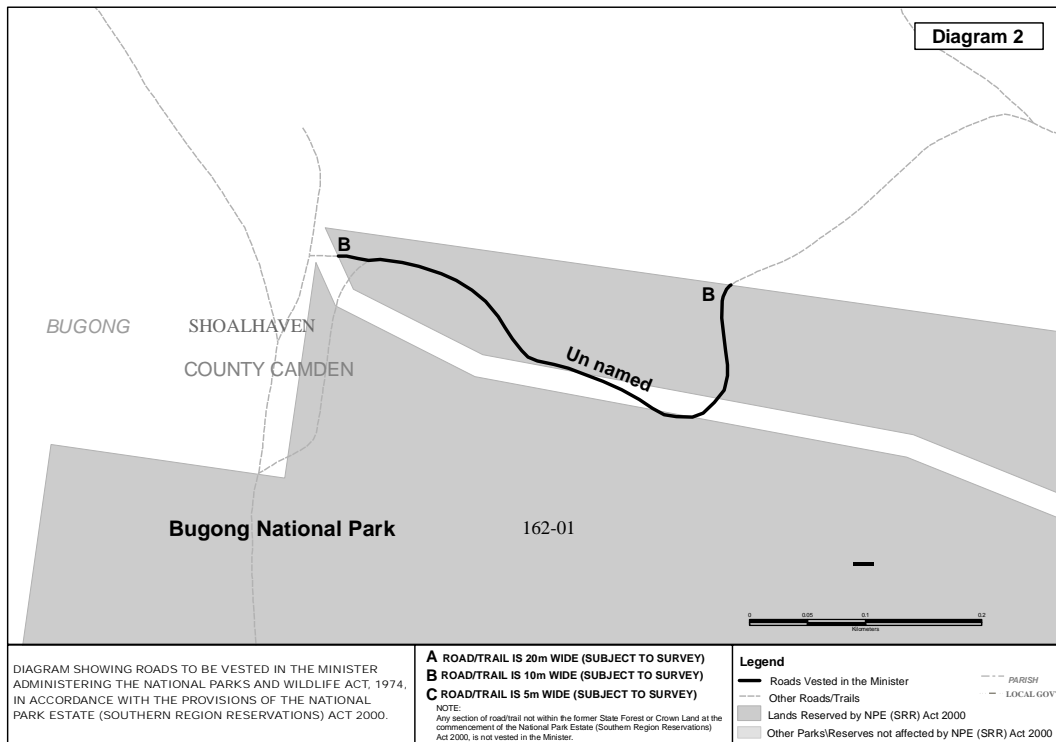 Diagram 2
B
B
BUGONG
SHOALHAVEN
COUNTY CAMDEN
Un named
Bugong National Park
162-01
0 0.05 0.1 0.2
Kilometers
DIAGRAM SHOWING ROADS TO BE VESTED IN THE MINISTER
ADMINISTERING THE NATIONAL PARKS AND WILDLIFE ACT, 1974,
IN ACCORDANCE WITH THE PROVISIONS OF THE NATIONAL
PARK ESTATE (SOUTHERN REGION RESERVATIONS) ACT 2000.
A ROAD/TRAIL IS 20m WIDE (SUBJECT TO SURVEY)
B ROAD/TRAIL IS 10m WIDE (SUBJECT TO SURVEY)
C ROAD/TRAIL IS 5m WIDE (SUBJECT TO SURVEY)
NOTE:
Any section of road/trail not within the former State Forest or Crown Land at the
commencement of the National Park Estate (Southern Region Reservations)
Act 2000, is not vested in the Minister.
Legend
Roads Vested in the Minister
Other Roads/Trails
Lands Reserved by NPE (SRR) Act 2000
Other Parks\Reserves not affected by NPE (SRR) Act 2000
PARISH
LOCAL GOV